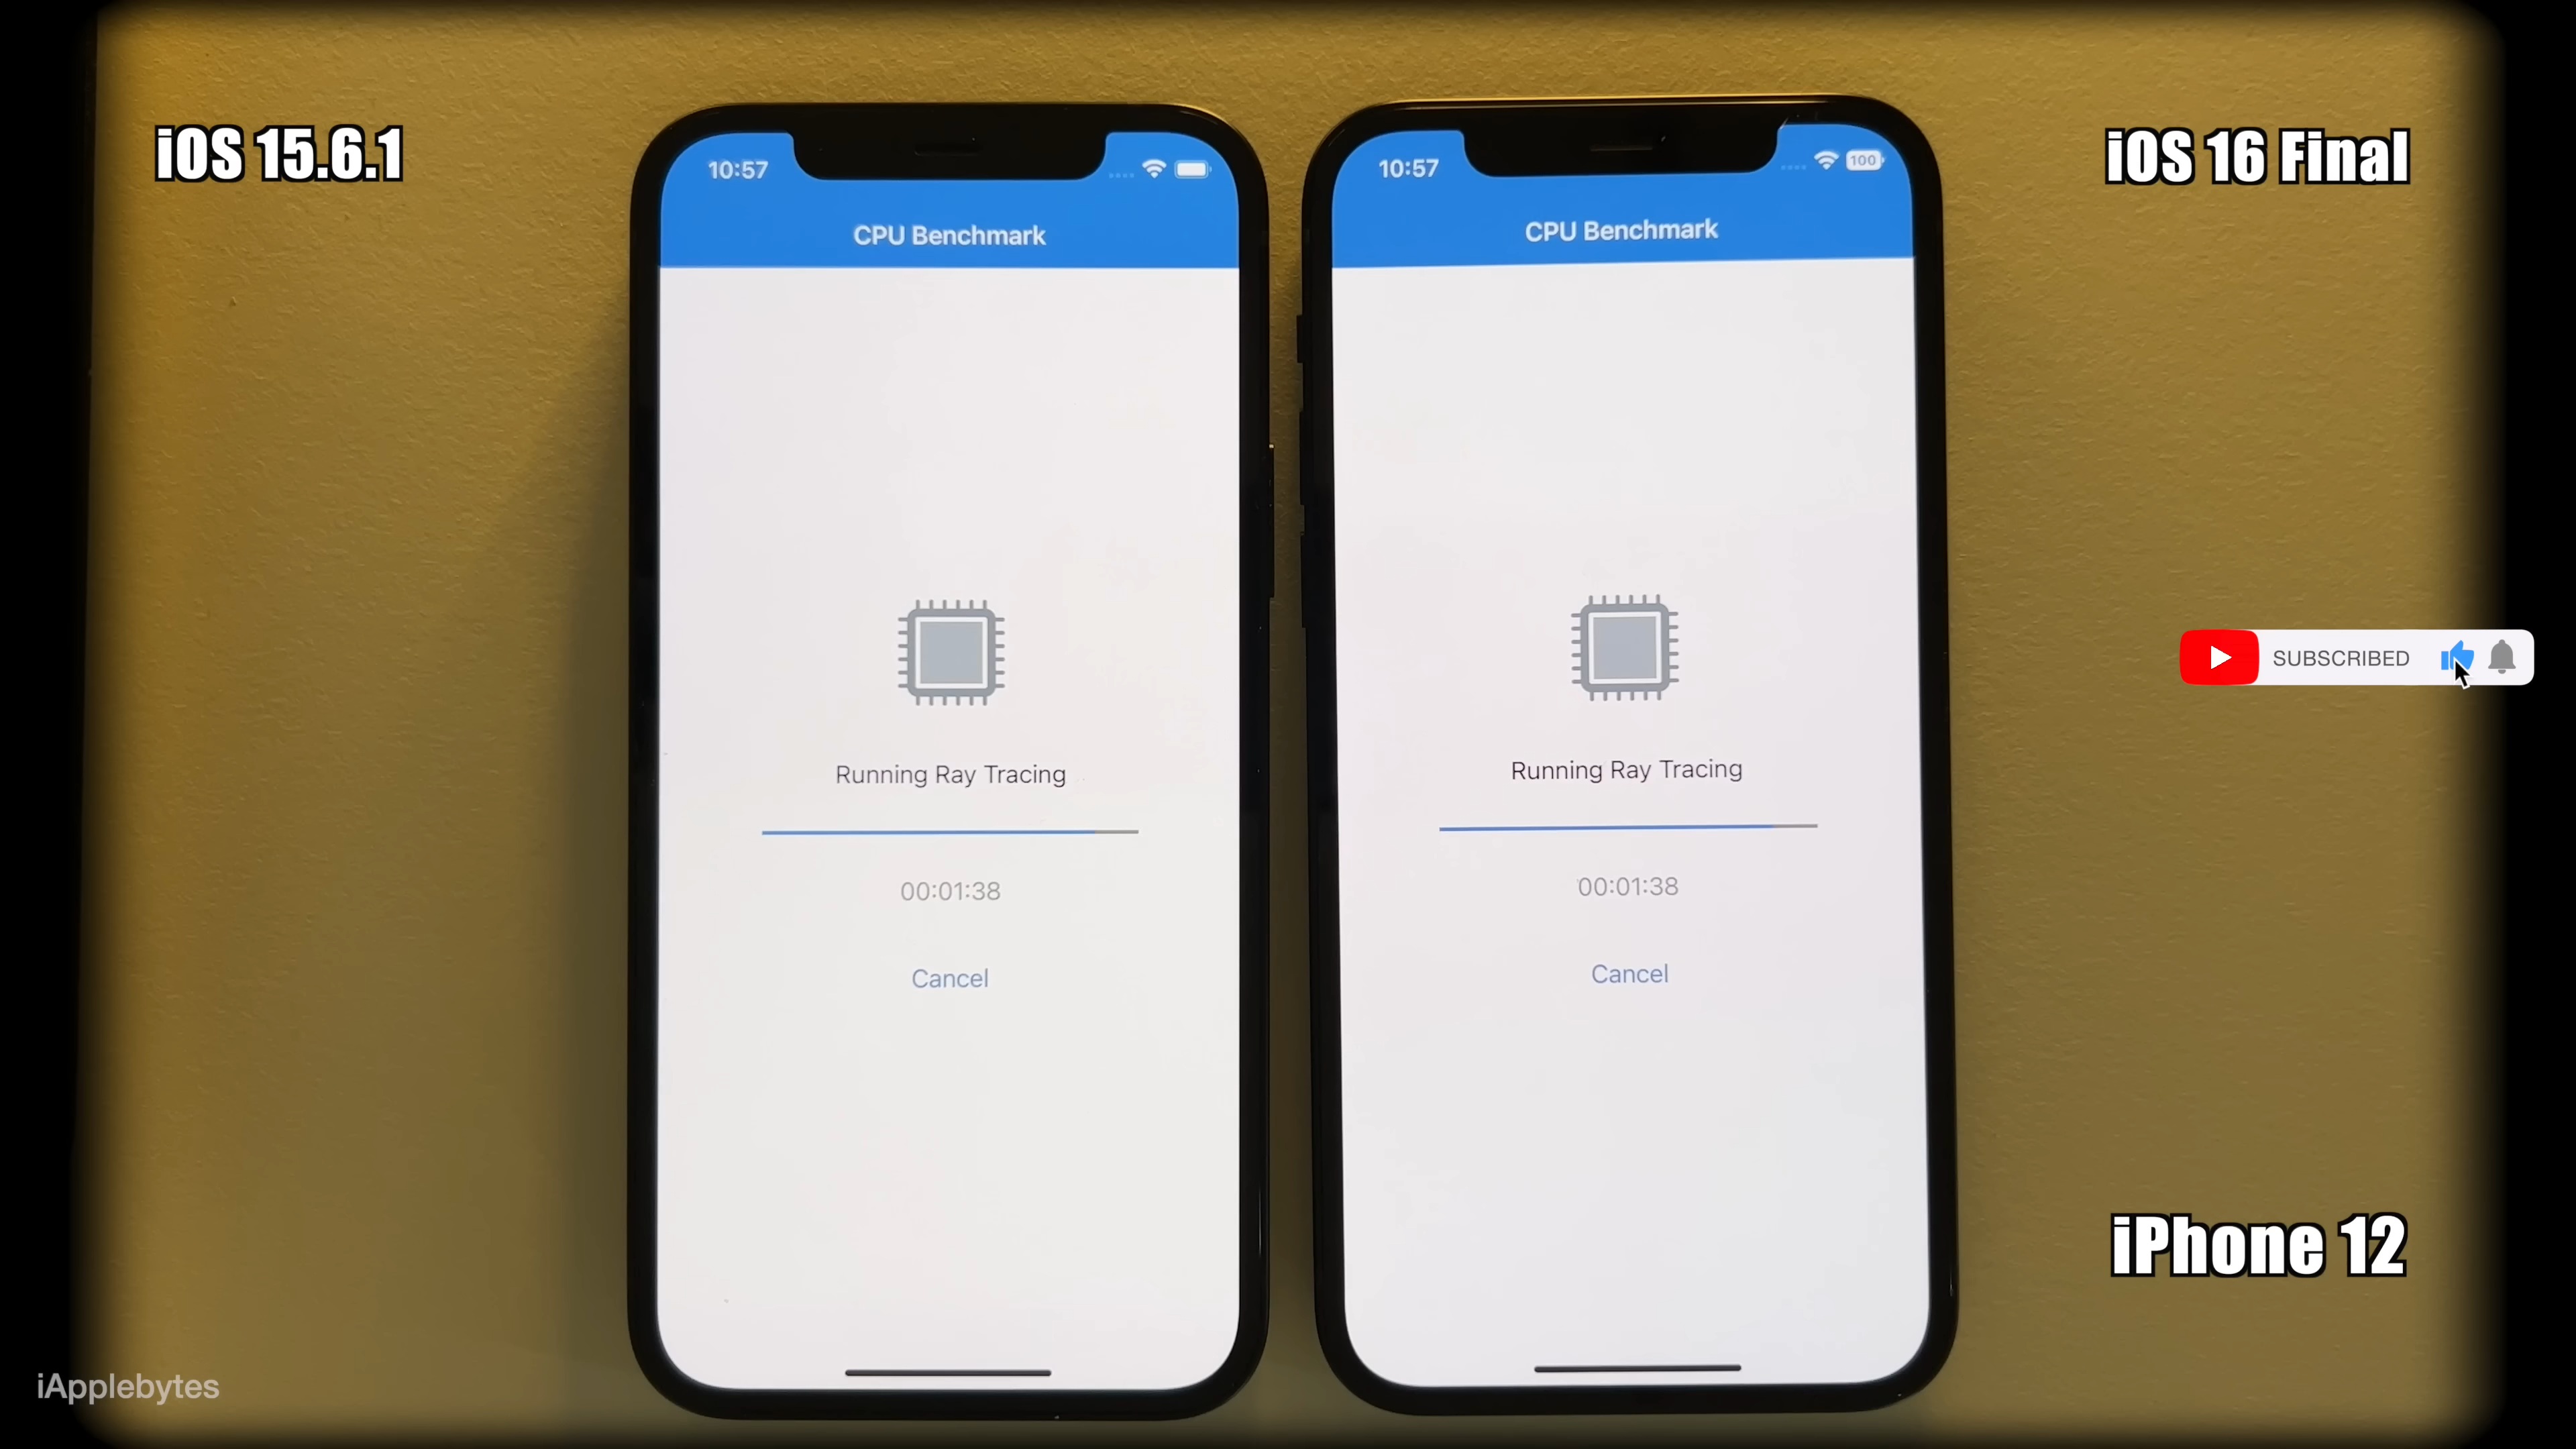 iOS 15.6.1
iOS 16 Final
10:57
CPU Benchmark
Running Ray Tracing
00:01:38
Cancel
10:57
100
CPU Benchmark
Running Ray Tracing
00:01:38
Cancel
SUBSCRIBED
iPhone 12
iApplebytes